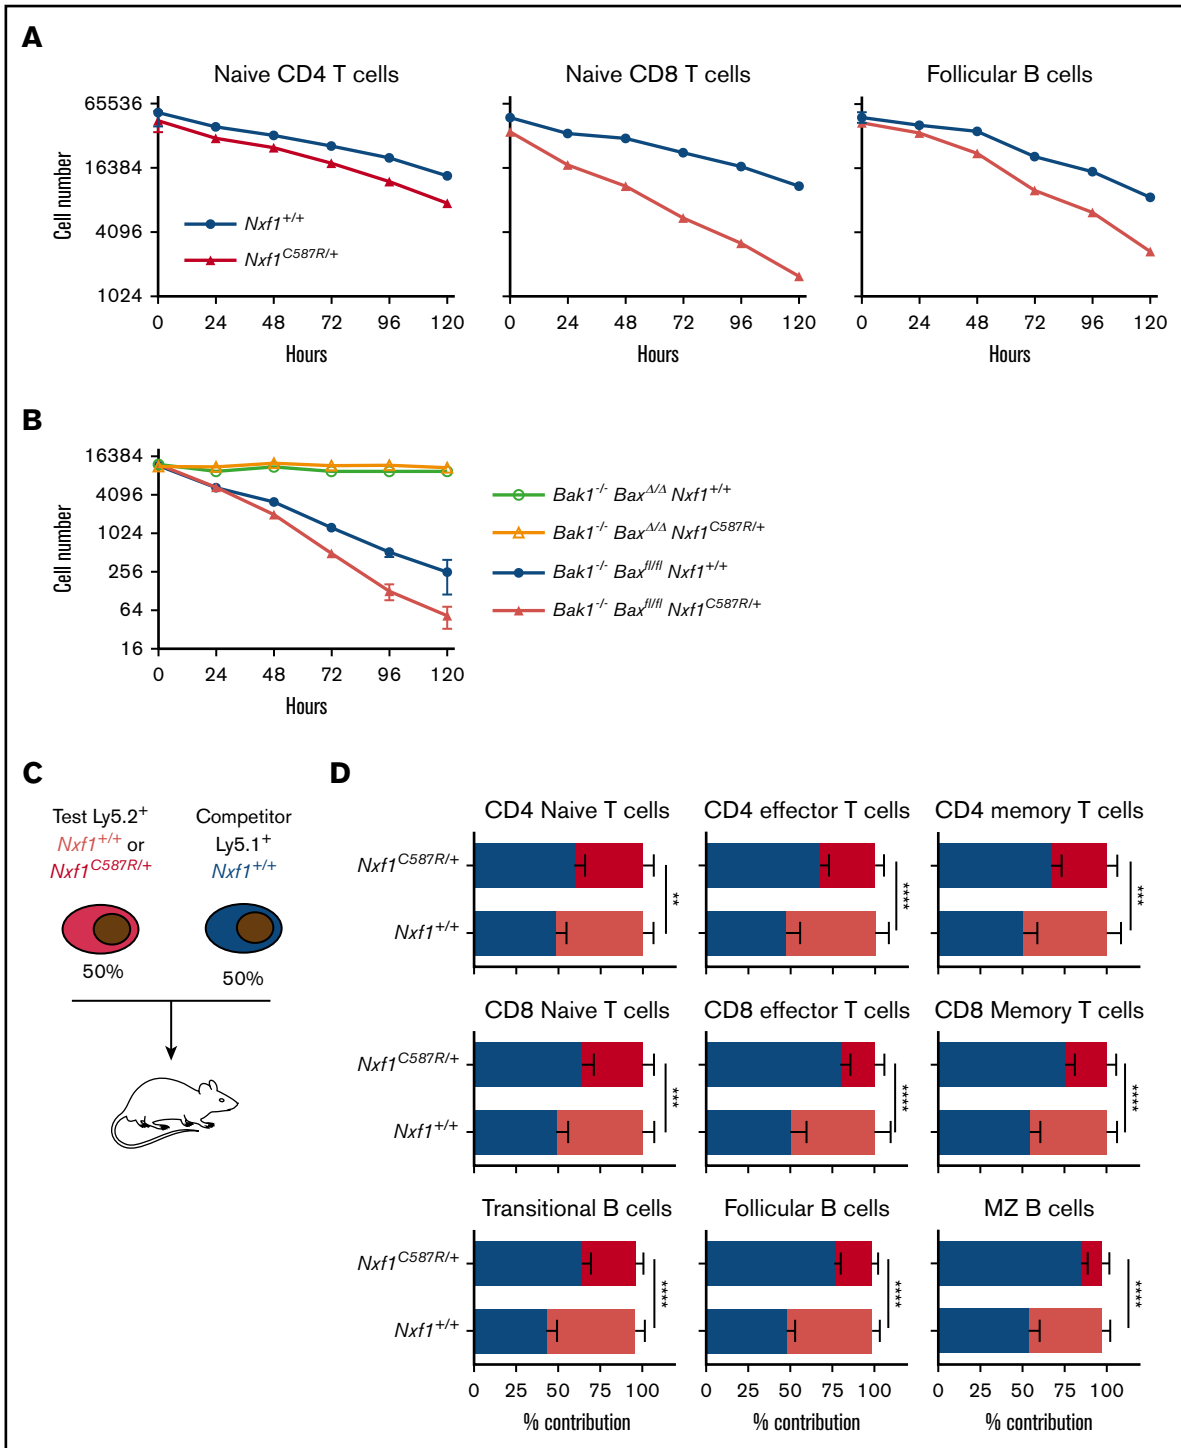 A
Naive CD4 T cells
Naive CD8 T cells
Follicular B cells
65536
16384
4096
1024
Cell number
Nxf1+/+
Nxf1C587R/+
0 24 48 72 96 120
0 24 48 72 96 120
0 24 48 72 96 120
Hours
Hours
Hours
B
16384
4096
1024
256
64
16
Cell number
0 24 48 72 96 120
Hours
Bak1-/- BaxΔ/Δ Nxf1+/+
Bak1-/- BaxΔ/Δ Nxf1C587R/+
Bak1-/- Baxfl/fl Nxf1+/+
Bak1-/- Baxfl/fl Nxf1C587R/+
C
Test Ly5.2+
Nxf1+/+ or
Nxf1C587R/+
50%
Competitor
Ly5.1+
Nxf1+/+
50%
D
CD4 Naive T cells
CD4 effector T cells
CD4 memory T cells
Nxf1C587R/+
Nxf1+/+
**
****
***
CD8 Naive T cells
CD8 effector T cells
CD8 Memory T cells
Nxf1C587R/+
Nxf1+/+
***
****
****
Transitional B cells
Follicular B cells
MZ B cells
Nxf1C587R/+
Nxf1+/+
****
****
****
0 25 50 75 100
0 25 50 75 100
0 25 50 75 100
% contribution
% contribution
% contribution